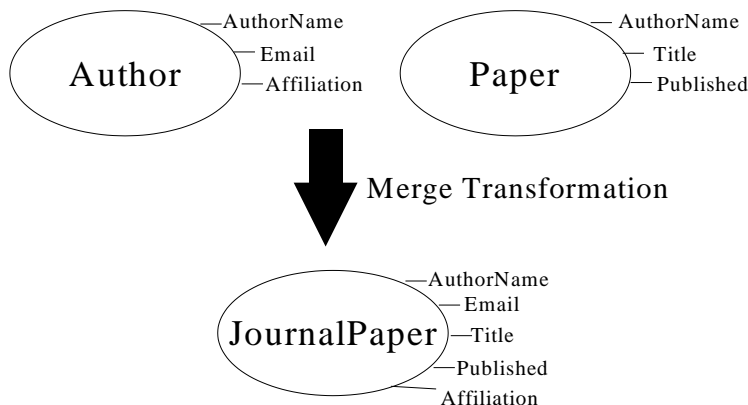 AuthorName
Email
Author
Affiliation
AuthorName
Title
Paper
Published
Merge Transformation
AuthorName
Email
JournalPaper
Title
Published
Affiliation